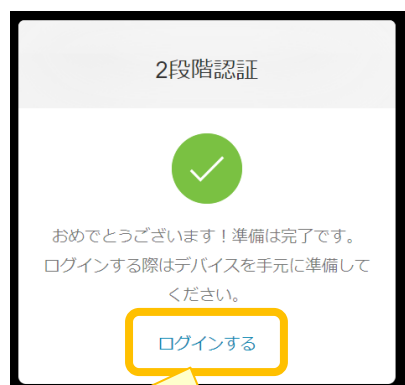 2段階認証
おめでとうございます！準備は完了です。
ログインする際はデバイスを手元に準備して
ください。
ログインする